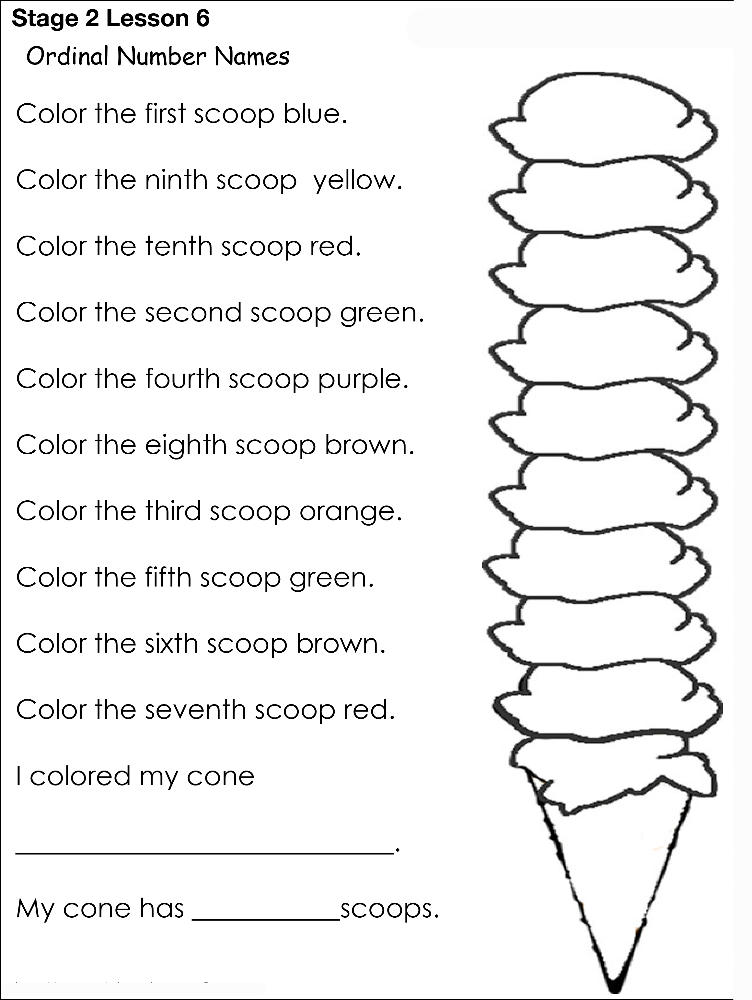 Stage 2 Lesson 6
Ordinal Number Names
Color the first scoop blue.
Color the ninth scoop yellow.
Color the tenth scoop red.
Color the second scoop green.
Color the fourth scoop purple.
Color the eighth scoop brown.
Color the third scoop orange.
Color the fifth scoop green.
Color the sixth scoop brown.
Color the seventh scoop red.
I colored my cone
____________________________.
My cone has ___________scoops.